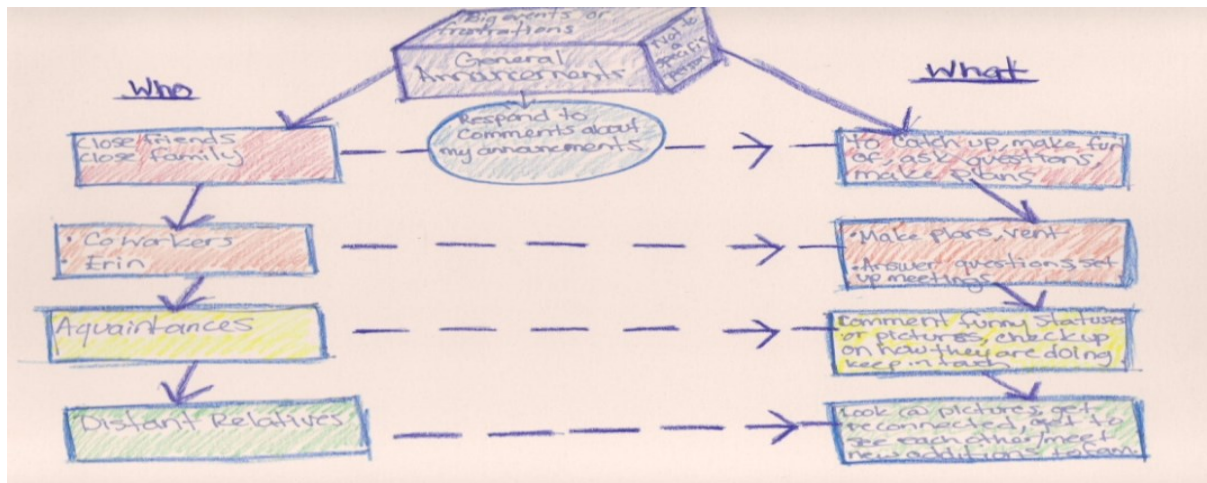 Big events or
frustrations
General
Announcments
Not to
a
specific
person
Who
What
Close friends
Close family
Respond to
Comments about
my announcements
to catch up, make fun
of, ask questions,
make plans
• Coworkers
• Erin
• Make plans, vent
• Answer questions, set
up meetings
Aquaintances
Comment funny statuses
or pictures, check up
on how they are doing
keep in touch
Distant Relatives
Look @ pictures, get
reconnected, get to
see each other/meet
new additions to fam